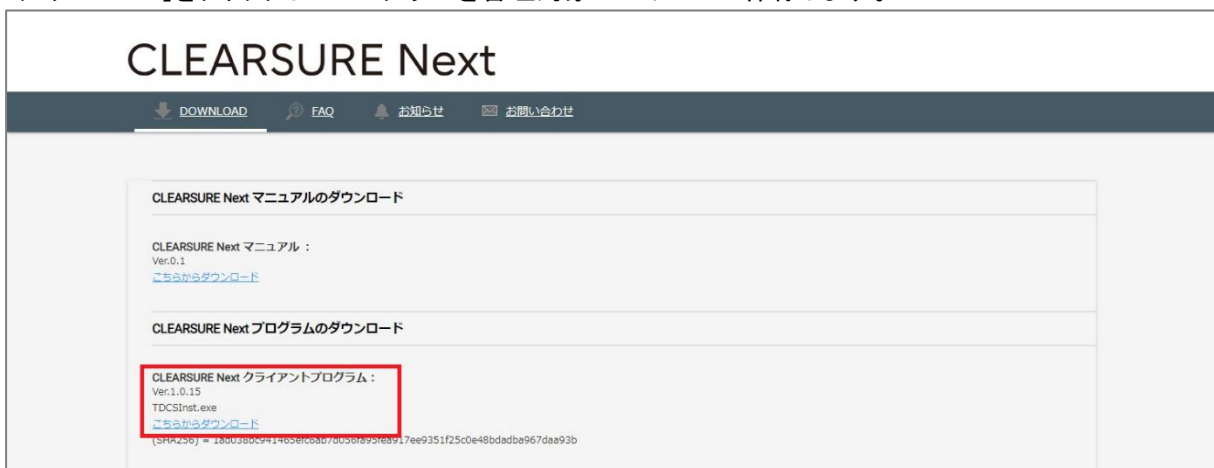 CLEARSURE Next
DOWNLOAD FAQ お知らせ お問い合わせ
CLEARSURE Next マニュアルのダウンロード
CLEARSURE Next マニュアル :
Ver.0.1
こちらからダウンロード
CLEARSURE Next プログラムのダウンロード
CLEARSURE Next クライアントプログラム :
Ver.1.0.15
TDCSInst.exe
こちらからダウンロード
(SHA256) =